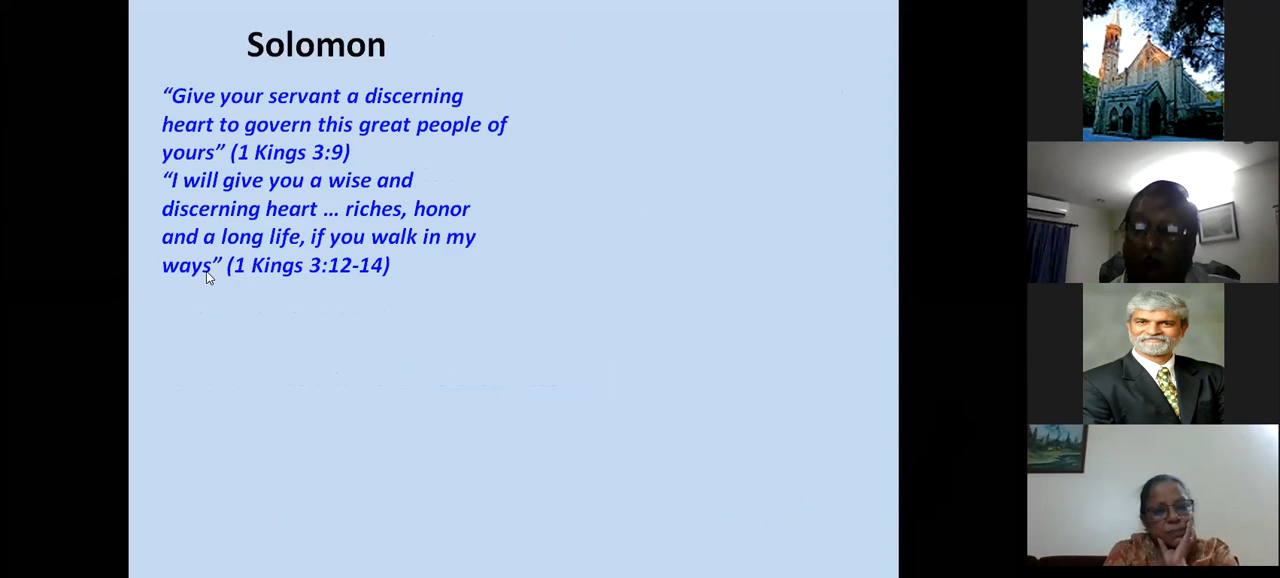 Solomon
“Give your servant a discerning
heart to govern this great people of
yours” (1 Kings 3:9)
“I will give you a wise and
discerning heart ... riches, honor
and a long life, if you walk in my
ways” (1 Kings 3:12-14)